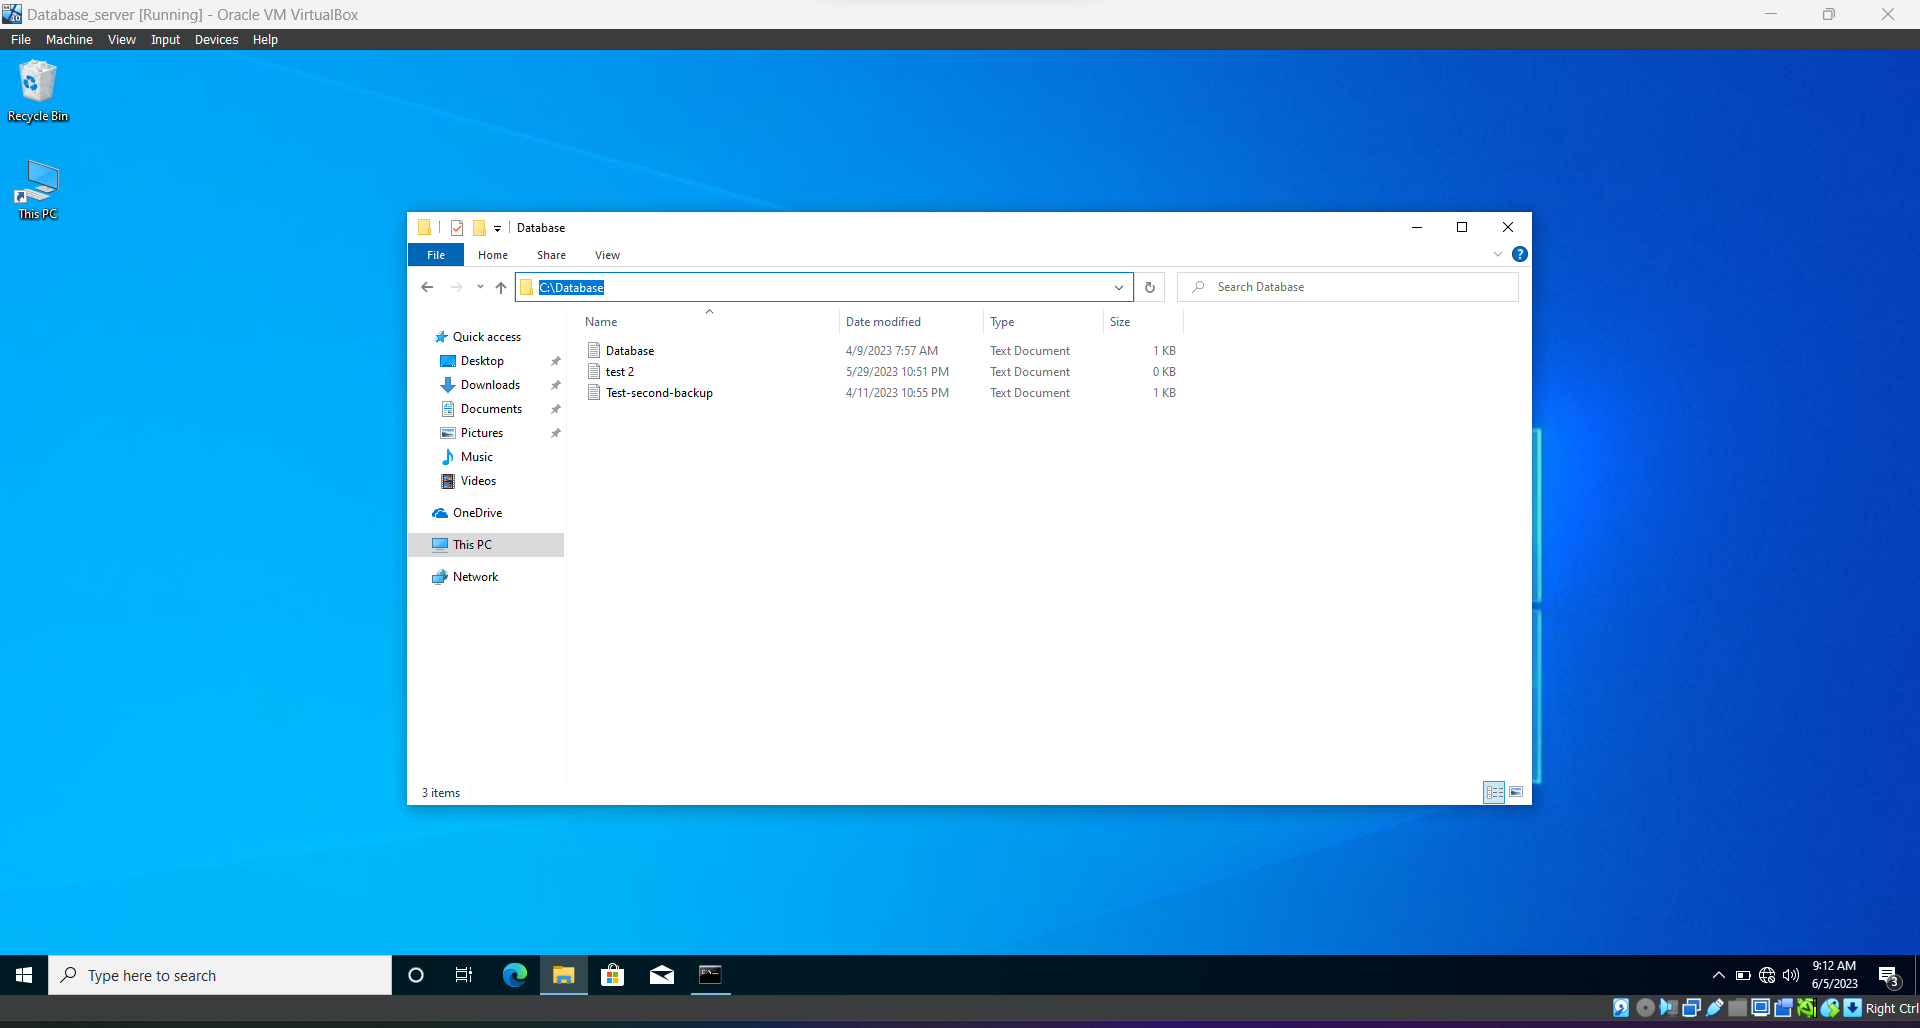 Database_server [Running] - Oracle VM VirtualBox
File Machine View Input Devices Help
Recycle Bin
This PC
Database
File Home Share View
?
C:\Database
Search Database
Name Date modified Type Size
Database 4/9/2023 7:57 AM Text Document 1 KB
test 2 5/29/2023 10:51 PM Text Document 0 KB
Test-second-backup 4/11/2023 10:55 PM Text Document 1 KB
Quick access
Desktop
Downloads
Documents
Pictures
Music
Videos
OneDrive
This PC
Network
3 items
Type here to search
9:12 AM
6/5/2023
3
Right Ctrl